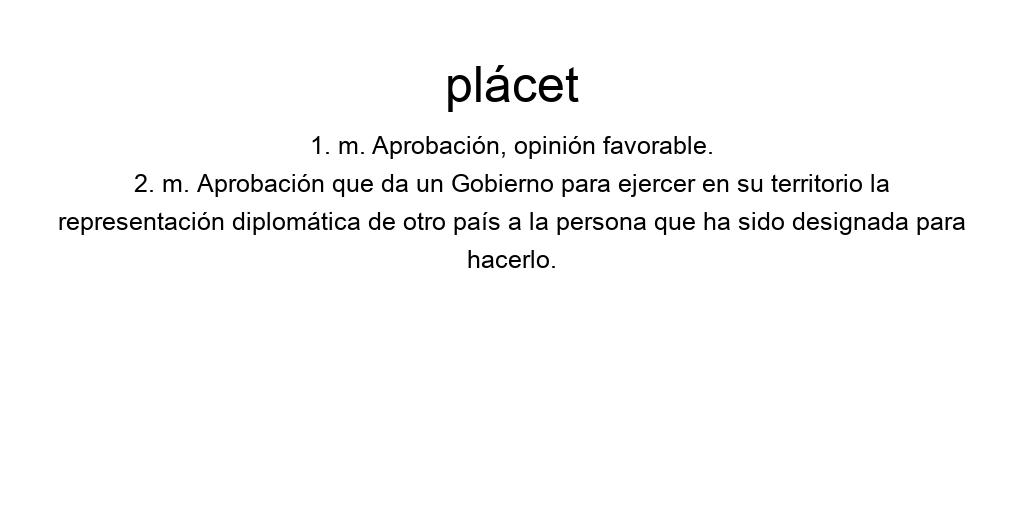 plácet
1. m. Aprobación, opinión favorable.
2. m. Aprobación que da un Gobierno para ejercer en su territorio la
representación diplomática de otro país a la persona que ha sido designada para
hacerlo.